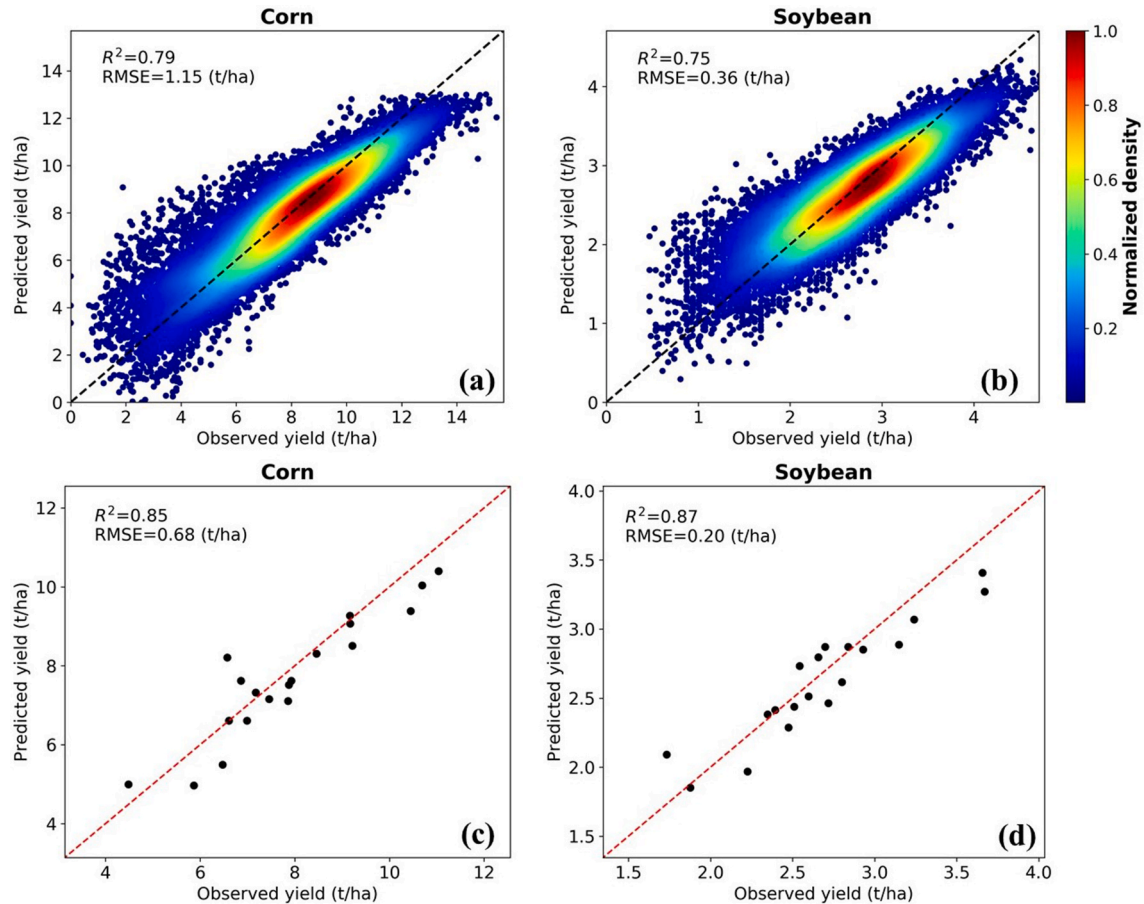 Corn
R²=0.79
RMSE=1.15 (t/ha)
Predicted yield (t/ha)
14
12
10
8
6
4
2
0
0 2 4 6 8 10 12 14
Observed yield (t/ha)
(a)
Soybean
R²=0.75
RMSE=0.36 (t/ha)
Predicted yield (t/ha)
4
3
2
1
0
0 1 2 3 4
Observed yield (t/ha)
(b)
1.0
0.8
0.6
0.4
0.2
Normalized density
Corn
R²=0.85
RMSE=0.68 (t/ha)
Predicted yield (t/ha)
12
10
8
6
4
4 6 8 10 12
Observed yield (t/ha)
(c)
Soybean
R²=0.87
RMSE=0.20 (t/ha)
Predicted yield (t/ha)
4.0
3.5
3.0
2.5
2.0
1.5
1.5 2.0 2.5 3.0 3.5 4.0
Observed yield (t/ha)
(d)